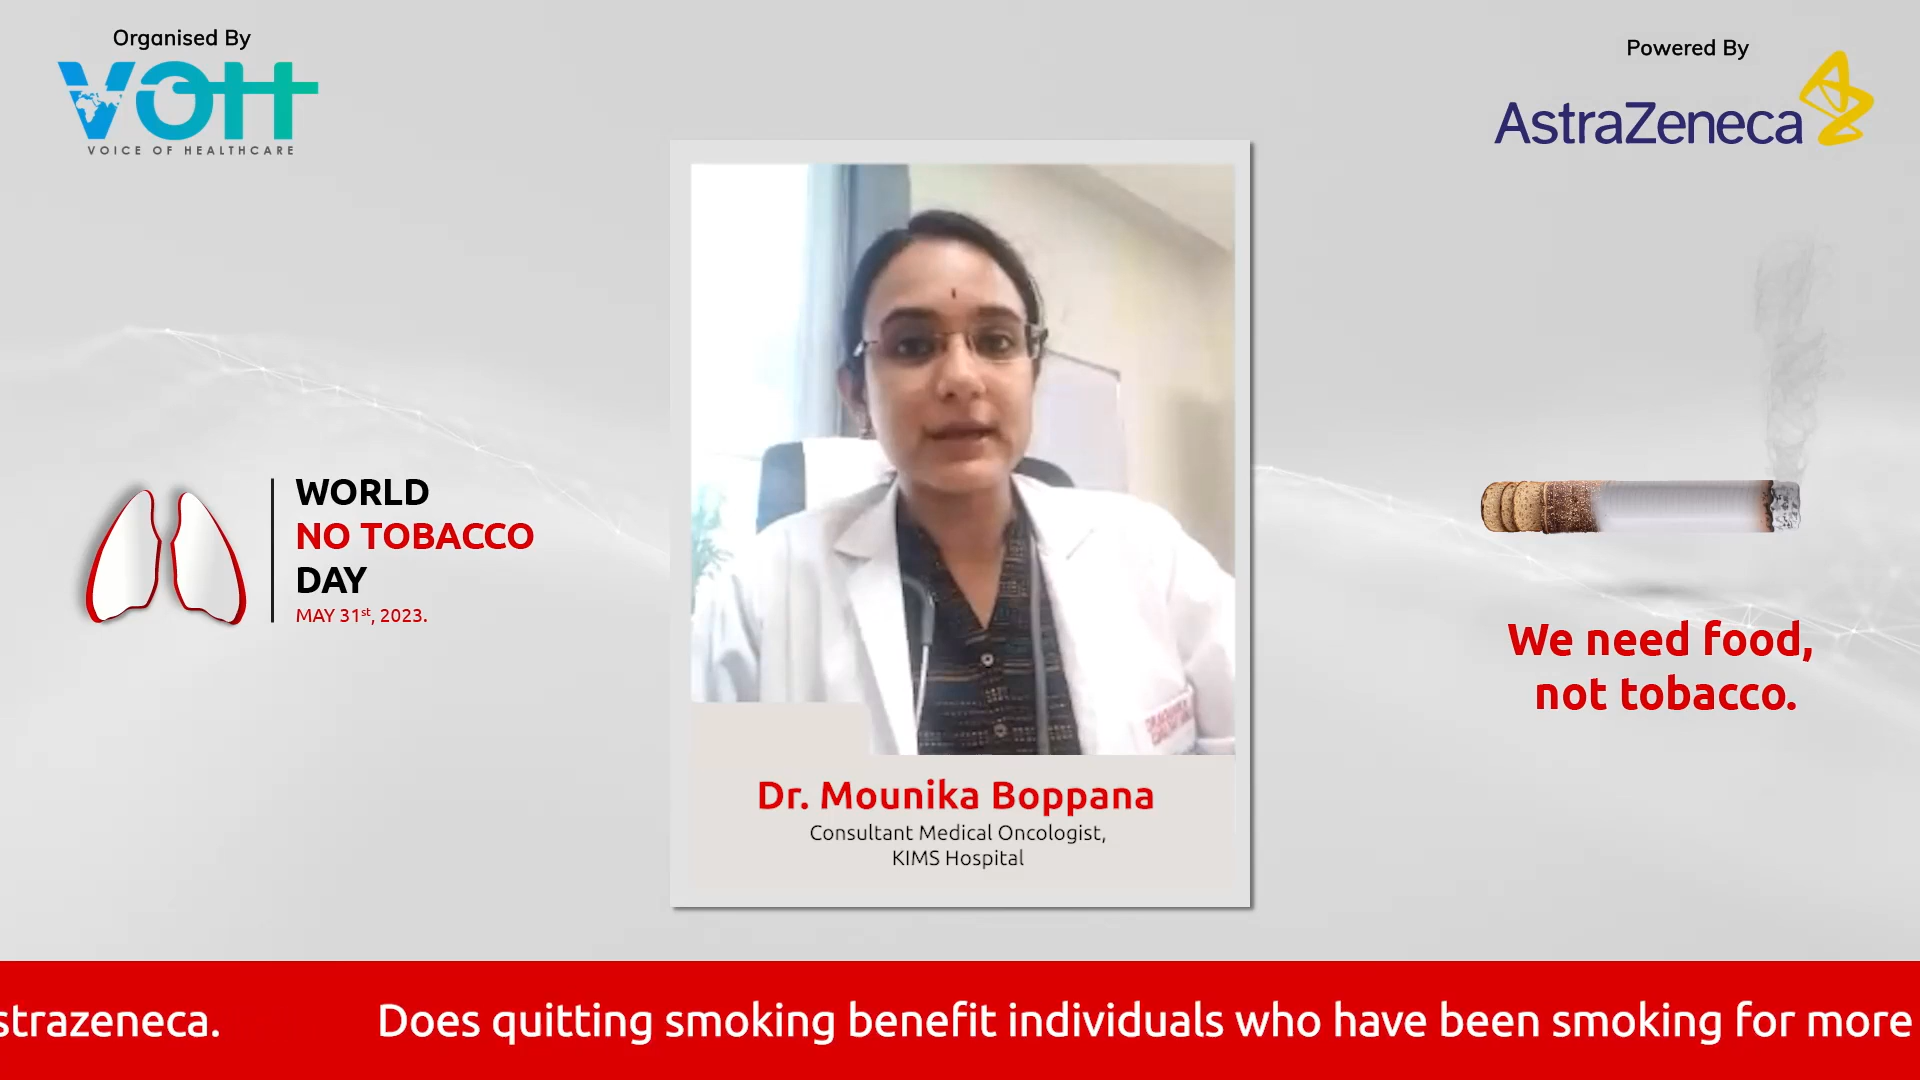 Organised By
VOH
VOICE OF HEALTHCARE
Powered By
AstraZeneca
WORLD
NO TOBACCO
DAY
MAY 31st, 2023.
We need food,
not tobacco.
Dr. Mounika Boppana
Consultant Medical Oncologist,
KIMS Hospital
strazeneca. Does quitting smoking benefit individuals who have been smoking for more